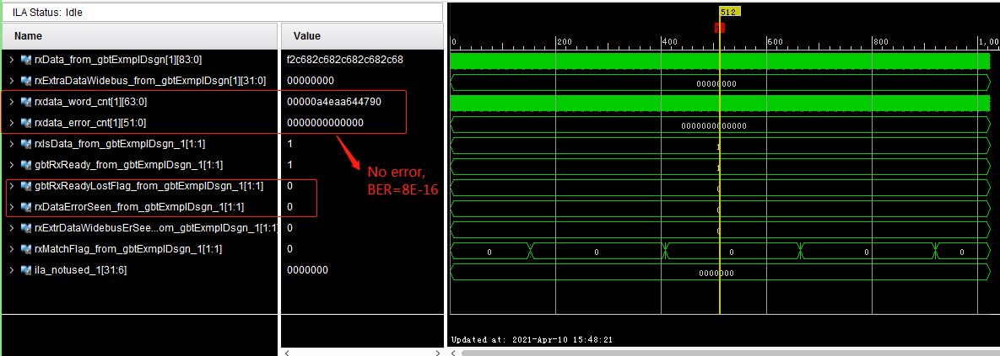 ILA Status: Idle
Name Value
512
0 200 400 600 800 1,00
rxData_from_gbtExmplDsgn[1][83:0] f2c682c682c682c682c68
rxExtraDataWidebus_from_gbtExmplDsgn[1][31:0] 00000000 00000000
rxdata_word_cnt[1][63:0] 00000a4eaa644790
rxdata_error_cnt[1][51:0] 0000000000000 0000000000000
rxIsData_from_gbtExmplDsgn_1[1:1] 1 1
gbtRxReady_from_gbtExmplDsgn_1[1:1] 1 1
No error,
BER=8E-16
gbtRxReadyLostFlag_from_gbtExmplDsgn_1[1:1] 0 0
rxDataErrorSeen_from_gbtExmplDsgn_1[1:1] 0 0
rxExtrDataWidebusErSee...om_gbtExmplDsgn_1[1:1] 0 0
rxMatchFlag_from_gbtExmplDsgn_1[1:1] 0 0 0 0 0 0
ila_notused_1[31:6] 0000000 0000000
Updated at: 2021-Apr-10 15:48:21